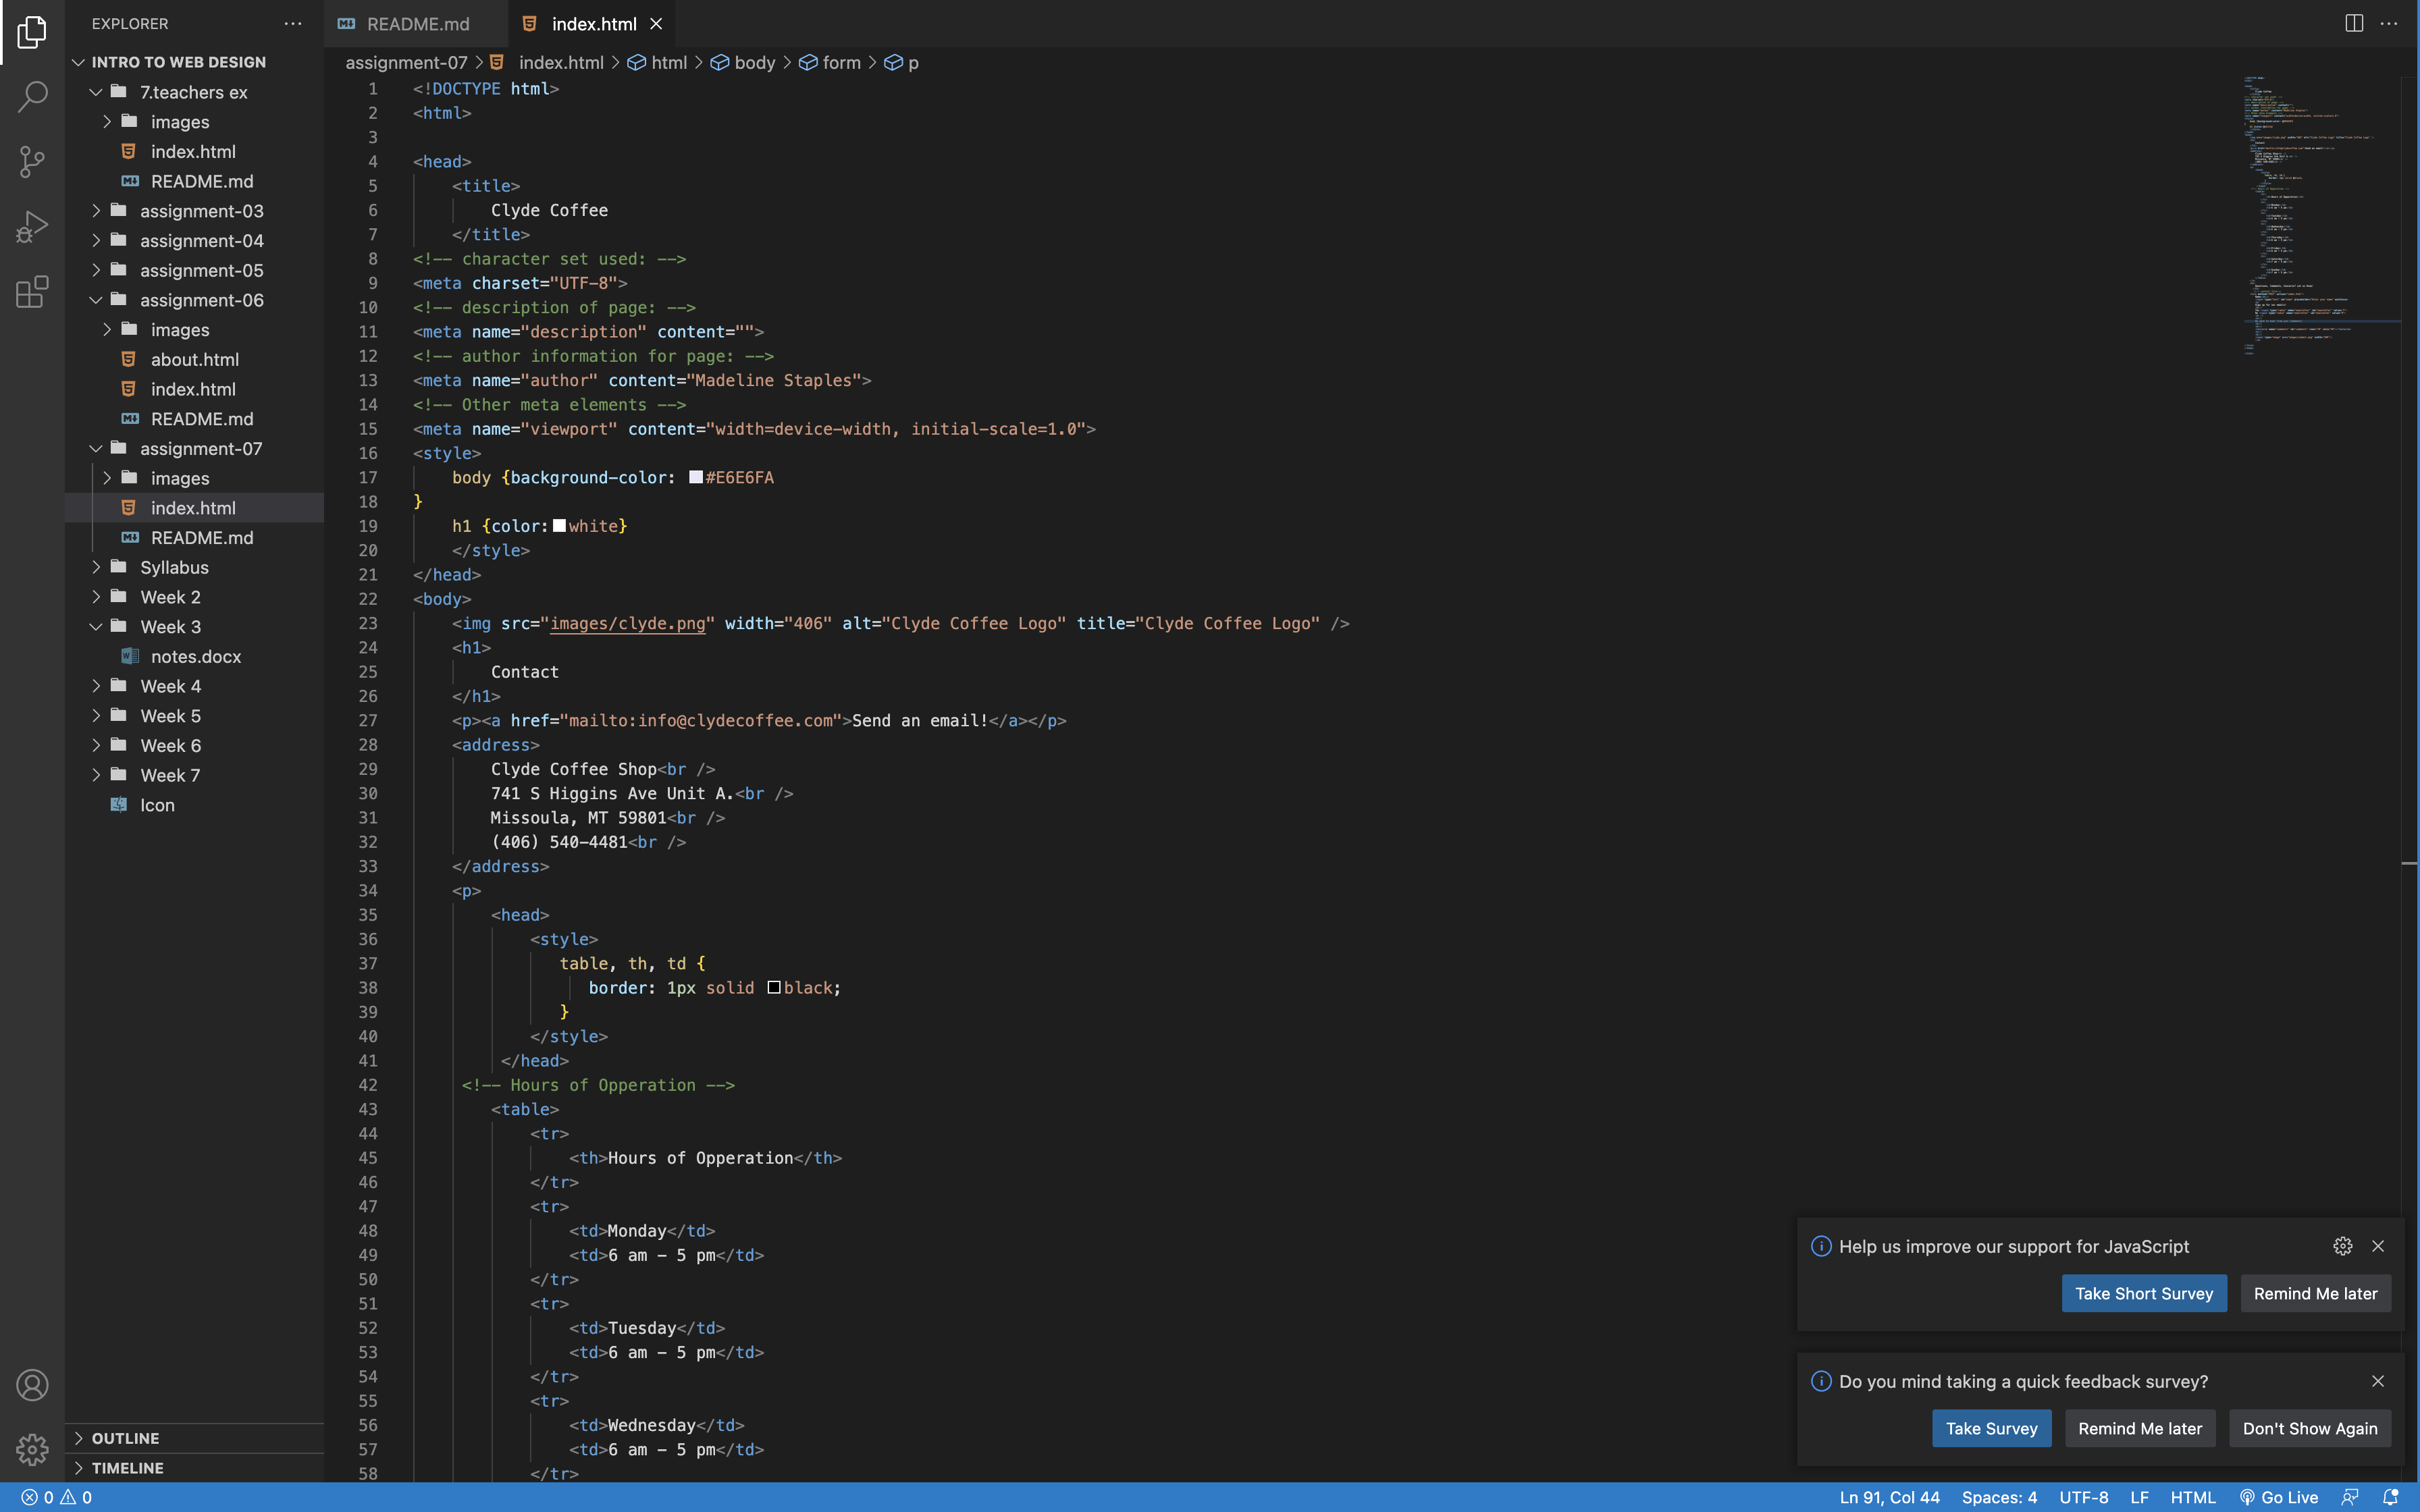 EXPLORER
README.md
index.html
INTRO TO WEB DESIGN
7.teachers ex
images
index.html
README.md
assignment-03
assignment-04
assignment-05
assignment-06
images
about.html
index.html
README.md
assignment-07
images
index.html
README.md
Syllabus
Week 2
Week 3
notes.docx
Week 4
Week 5
Week 6
Week 7
Icon
OUTLINE
TIMELINE
assignment-07 > index.html > html > body > form > p
1 <!DOCTYPE html>
2 <html>
3
4 <head>
5 <title>
6 Clyde Coffee
7 </title>
8 <!-- character set used: -->
9 <meta charset="UTF-8">
10 <!-- description of page: -->
11 <meta name="description" content="">
12 <!-- author information for page: -->
13 <meta name="author" content="Madeline Staples">
14 <!-- Other meta elements -->
15 <meta name="viewport" content="width=device-width, initial-scale=1.0">
16 <style>
17 body {background-color: #E6E6FA
18 }
19 h1 {color: white}
20 </style>
21 </head>
22 <body>
23 <img src="images/clyde.png" width="406" alt="Clyde Coffee Logo" title="Clyde Coffee Logo" />
24 <h1>
25 Contact
26 </h1>
27 <p><a href="mailto:info@clydecoffee.com">Send an email!</a></p>
28 <address>
29 Clyde Coffee Shop<br />
30 741 S Higgins Ave Unit A.<br />
31 Missoula, MT 59801<br />
32 (406) 540-4481<br />
33 </address>
34 <p>
35 <head>
36 <style>
37 table, th, td {
38 border: 1px solid black;
39 }
40 </style>
41 </head>
42 <!-- Hours of Opperation -->
43 <table>
44 <tr>
45 <th>Hours of Opperation</th>
46 </tr>
47 <tr>
48 <td>Monday</td>
49 <td>6 am – 5 pm</td>
50 </tr>
51 <tr>
52 <td>Tuesday</td>
53 <td>6 am – 5 pm</td>
54 </tr>
55 <tr>
56 <td>Wednesday</td>
57 <td>6 am – 5 pm</td>
58 </tr>
Help us improve our support for JavaScript
Take Short Survey
Remind Me later
Do you mind taking a quick feedback survey?
Take Survey
Remind Me later
Don't Show Again
0 0
Ln 91, Col 44
Spaces: 4
UTF-8
LF
HTML
Go Live